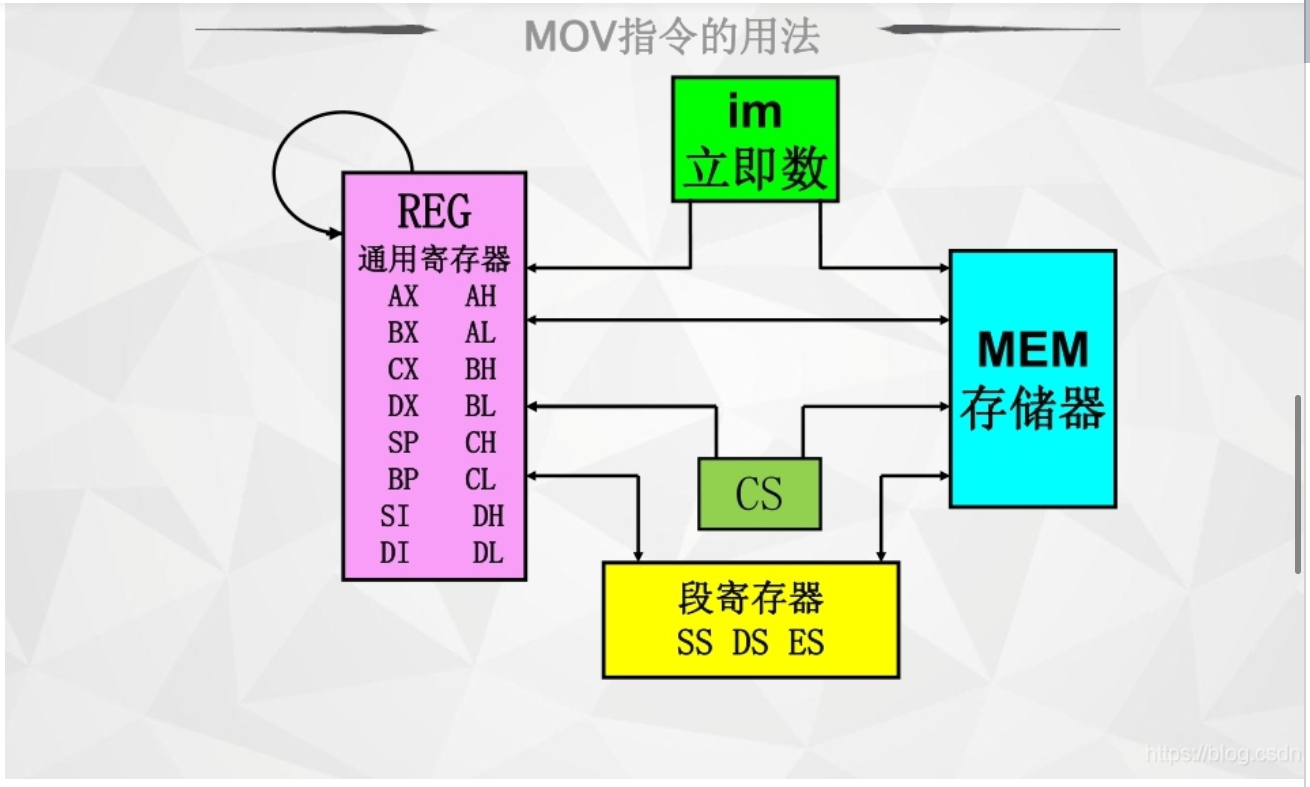 MOV指令的用法
im
立即数
REG
通用寄存器
AX AH
BX AL
CX BH
DX BL
SP CH
BP CL
SI DH
DI DL
MEM
存储器
CS
段寄存器
SS DS ES
https://blog.csdn